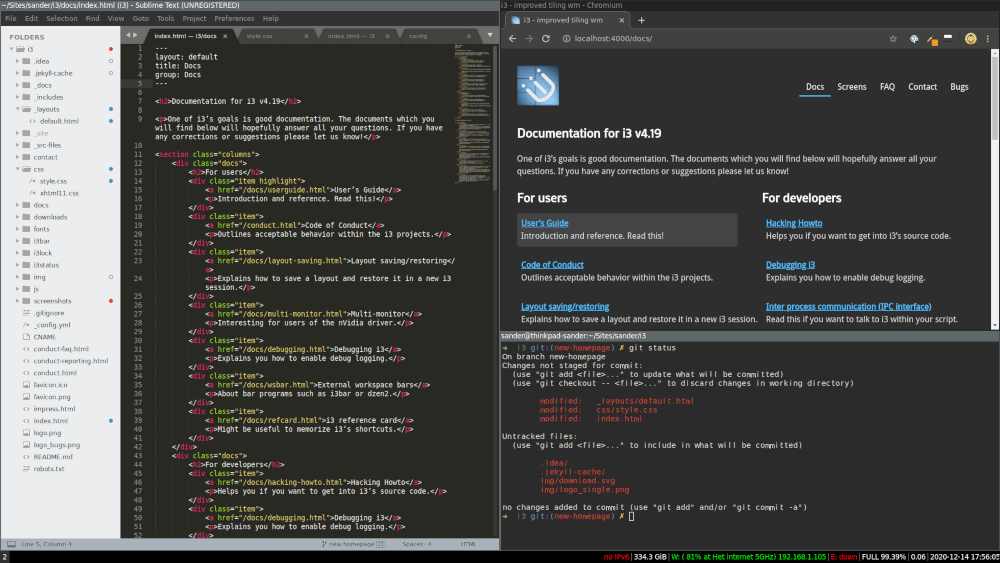 ~/Sites/sander/i3/docs/index.html (i3) - Sublime Text (UNREGISTERED)
File Edit Selection Find View Goto Tools Project Preferences Help
FOLDERS
i3
.idea
.jekyll-cache
_docs
_includes
_layouts
default.html
_site
_src-files
contact
css
style.css
xhtml11.css
docs
downloads
fonts
i3bar
i3lock
i3status
img
js
screenshots
.gitignore
_config.yml
CNAME
conduct-faq.html
conduct-reporting.html
conduct.html
favicon.ico
favicon.png
impress.html
index.html
logo.png
logo_bugs.png
README.md
robots.txt
index.html — i3/docs
style.css
index.html — i3
config
1 ---
2 layout: default
3 title: Docs
4 group: Docs
5 ---
6
7 <h2>Documentation for i3 v4.19</h2>
8
9 <p>One of i3’s goals is good documentation. The documents which you
will find below will hopefully answer all your questions. If you have
any corrections or suggestions please let us know!</p>
10
11 <section class="columns">
12 <div class="docs">
13 <h2>For users</h2>
14 <div class="item highlight">
15 <a href="/docs/userguide.html">User’s Guide</a>
16 <p>Introduction and reference. Read this!</p>
17 </div>
18 <div class="item">
19 <a href="/conduct.html">Code of Conduct</a>
20 <p>Outlines acceptable behavior within the i3 projects.</p>
21 </div>
22 <div class="item">
23 <a href="/docs/layout-saving.html">Layout saving/restoring</
a>
24 <p>Explains how to save a layout and restore it in a new i3
session.</p>
25 </div>
26 <div class="item">
27 <a href="/docs/multi-monitor.html">Multi-monitor</a>
28 <p>Interesting for users of the nVidia driver.</p>
29 </div>
30 <div class="item">
31 <a href="/docs/debugging.html">Debugging i3</a>
32 <p>Explains you how to enable debug logging.</p>
33 </div>
34 <div class="item">
35 <a href="/docs/wsbar.html">External workspace bars</a>
36 <p>About bar programs such as i3bar or dzen2.</p>
37 </div>
38 <div class="item">
39 <a href="/docs/refcard.html">i3 reference card</a>
40 <p>Might be useful to memorize i3’s shortcuts.</p>
41 </div>
42 </div>
43 <div class="docs">
44 <h2>For developers</h2>
45 <div class="item">
46 <a href="/docs/hacking-howto.html">Hacking Howto</a>
47 <p>Helps you if you want to get into i3’s source code.</p>
48 </div>
49 <div class="item">
50 <a href="/docs/debugging.html">Debugging i3</a>
51 <p>Explains you how to enable debug logging.</p>
52 </div>
Line 5, Column 4
new-homepage
Spaces: 4
HTML
i3 - improved tiling wm - Chromium
i3 - improved tiling wm
localhost:4000/docs/
Docs Screens FAQ Contact Bugs
Documentation for i3 v4.19
One of i3’s goals is good documentation. The documents which you will find below will hopefully answer all your
questions. If you have any corrections or suggestions please let us know!
For users
User’s Guide
Introduction and reference. Read this!
Code of Conduct
Outlines acceptable behavior within the i3 projects.
Layout saving/restoring
Explains how to save a layout and restore it in a new i3 session.
For developers
Hacking Howto
Helps you if you want to get into i3’s source code.
Debugging i3
Explains you how to enable debug logging.
Inter process communication (IPC interface)
Read this if you want to talk to i3 within your script.
sander@thinkpad-sander:~/Sites/sander/i3
➜ i3 git:(new-homepage) ✗ git status
On branch new-homepage
Changes not staged for commit:
(use "git add <file>..." to update what will be committed)
(use "git checkout -- <file>..." to discard changes in working directory)
modified: _layouts/default.html
modified: css/style.css
modified: index.html
Untracked files:
(use "git add <file>..." to include in what will be committed)
.idea/
.jekyll-cache/
img/download.svg
img/logo_single.png
no changes added to commit (use "git add" and/or "git commit -a")
➜ i3 git:(new-homepage) ✗
2
no IPv6 | 334.3 GiB | W: ( 81% at Het internet 5GHz) 192.168.1.105 | E: down | FULL 99.39% | 0.06 | 2020-12-14 17:56:05